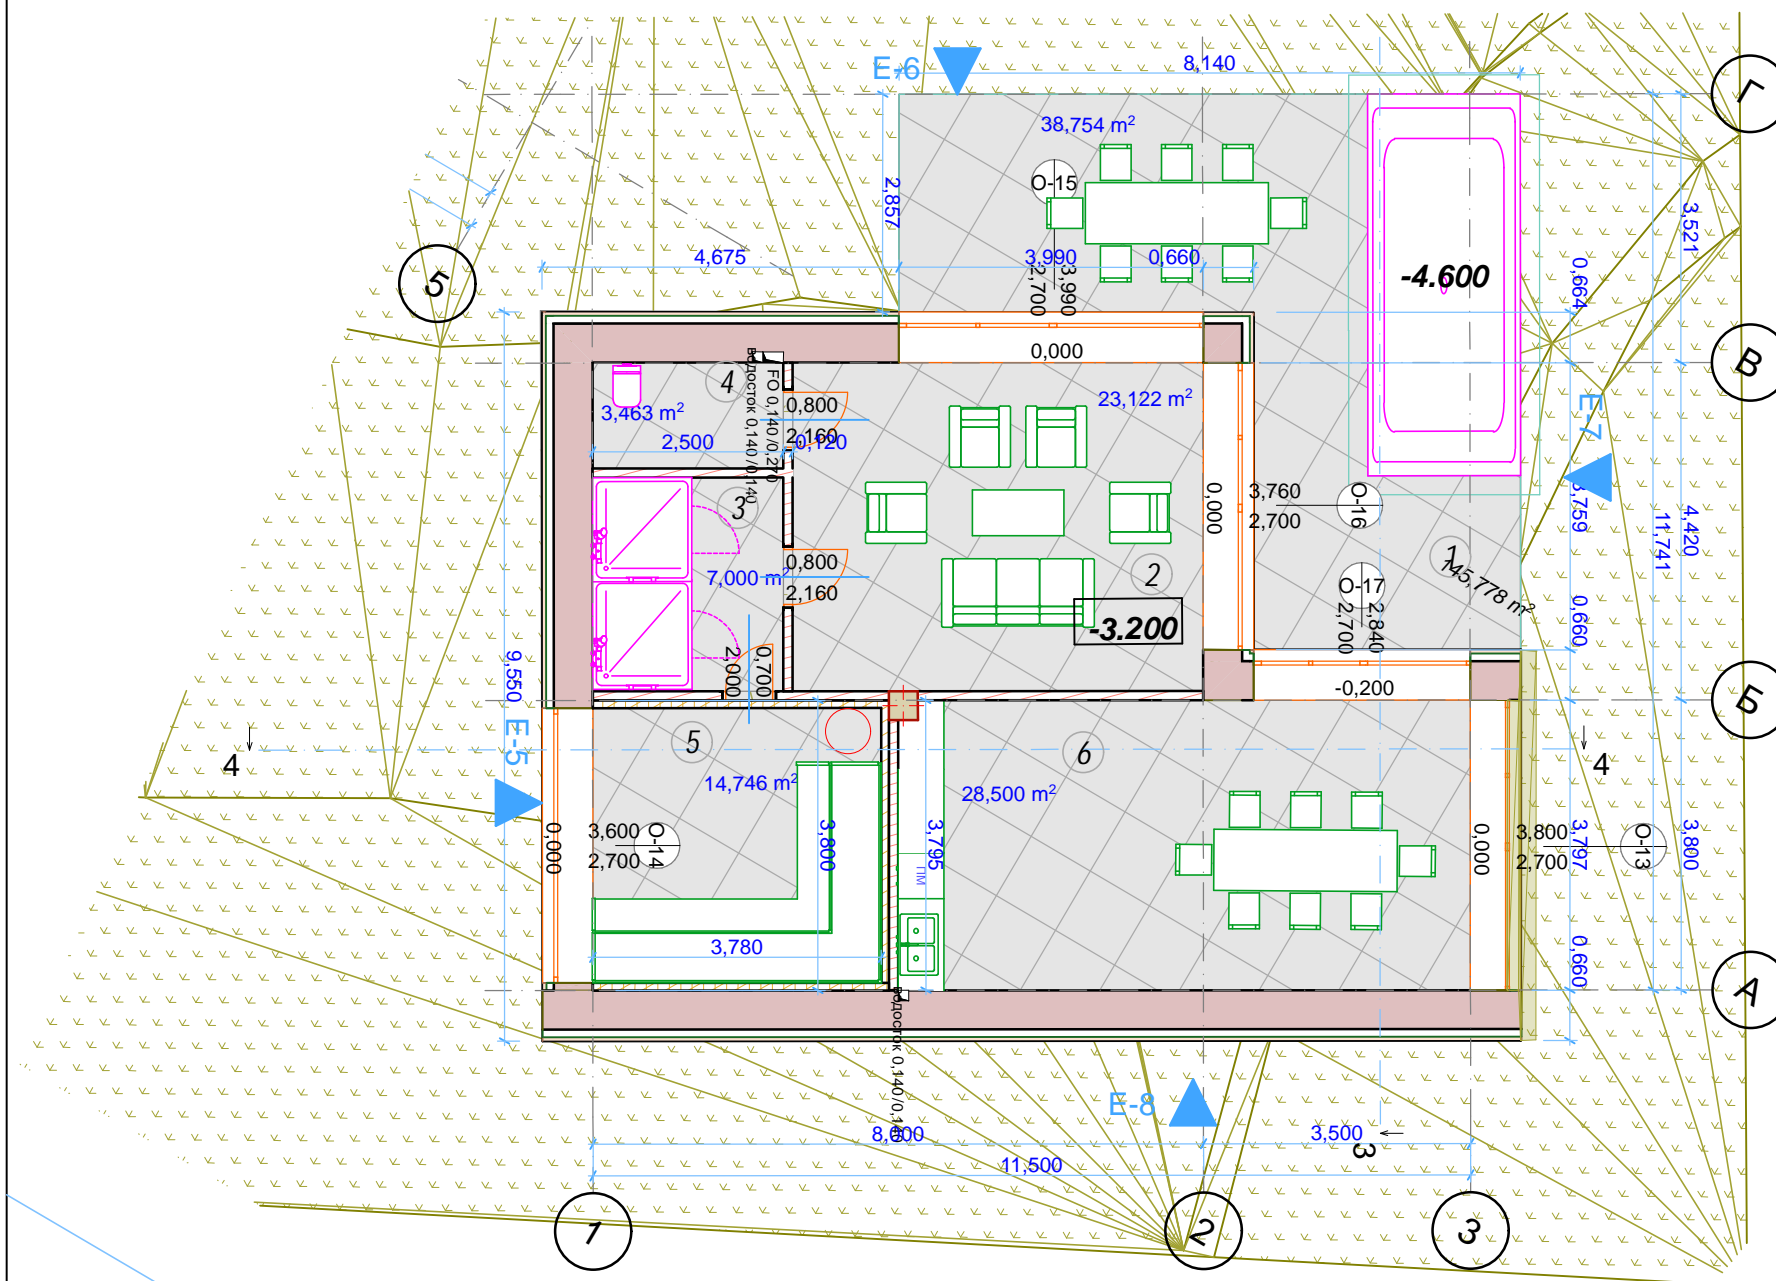 E-6
8,140
Г
38,754 m²
О-15
2,857
3,521
4,675
3,990
0,660
3,990
2,700
-4.600
0,664
5
0,000
В
4
FO 0,140 /0,270
водосток 0,140 /0,140
3,463 m²
0,800
2,160
2,500
0,120
23,122 m²
E-7
3
3,760
2,700
О-16
0,000
3,759
4,420
11,741
7,000 m²
0,800
2,160
2
1
145,778 m²
О-17
2,840
2,700
-3.200
0,660
9,550
0,700
2,000
-0,200
Б
E-5
4
5
6
4
14,746 m²
28,500 m²
0,000
3,600
2,700
О-14
3,800
3,795
ПМ
0,000
3,800
2,700
3,797
О-13
3,800
3,780
0,660
А
водосток 0,140 /0,140
E-8
8,000
3,500
3
11,500
1
2
3